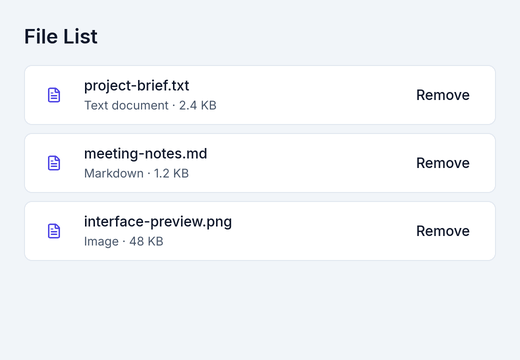 File List
project-brief.txt
Text document · 2.4 KB
Remove
meeting-notes.md
Markdown · 1.2 KB
Remove
interface-preview.png
Image · 48 KB
Remove